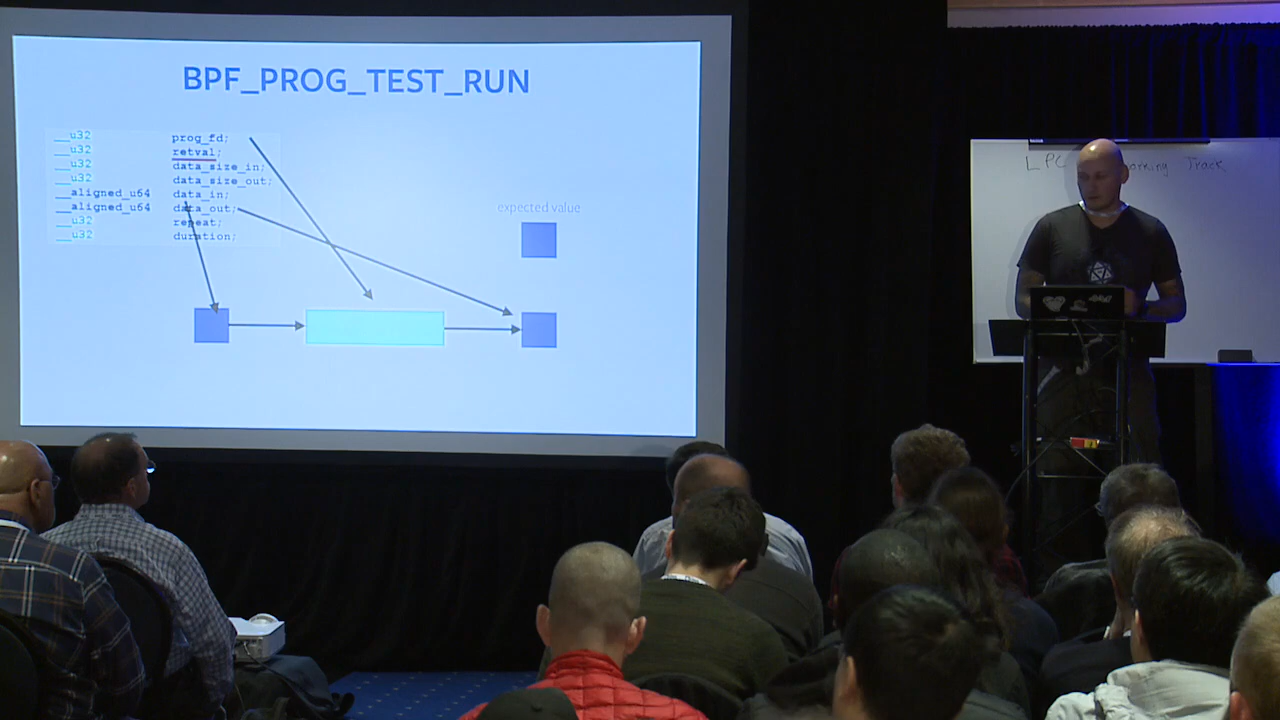 BPF_PROG_TEST_RUN
__u32 prog_fd;
__u32 retval;
__u32 data_size_in;
__u32 data_size_out;
__aligned_u64 data_in;
__aligned_u64 data_out;
__u32 repeat;
__u32 duration;
expected value
LPC orking Track